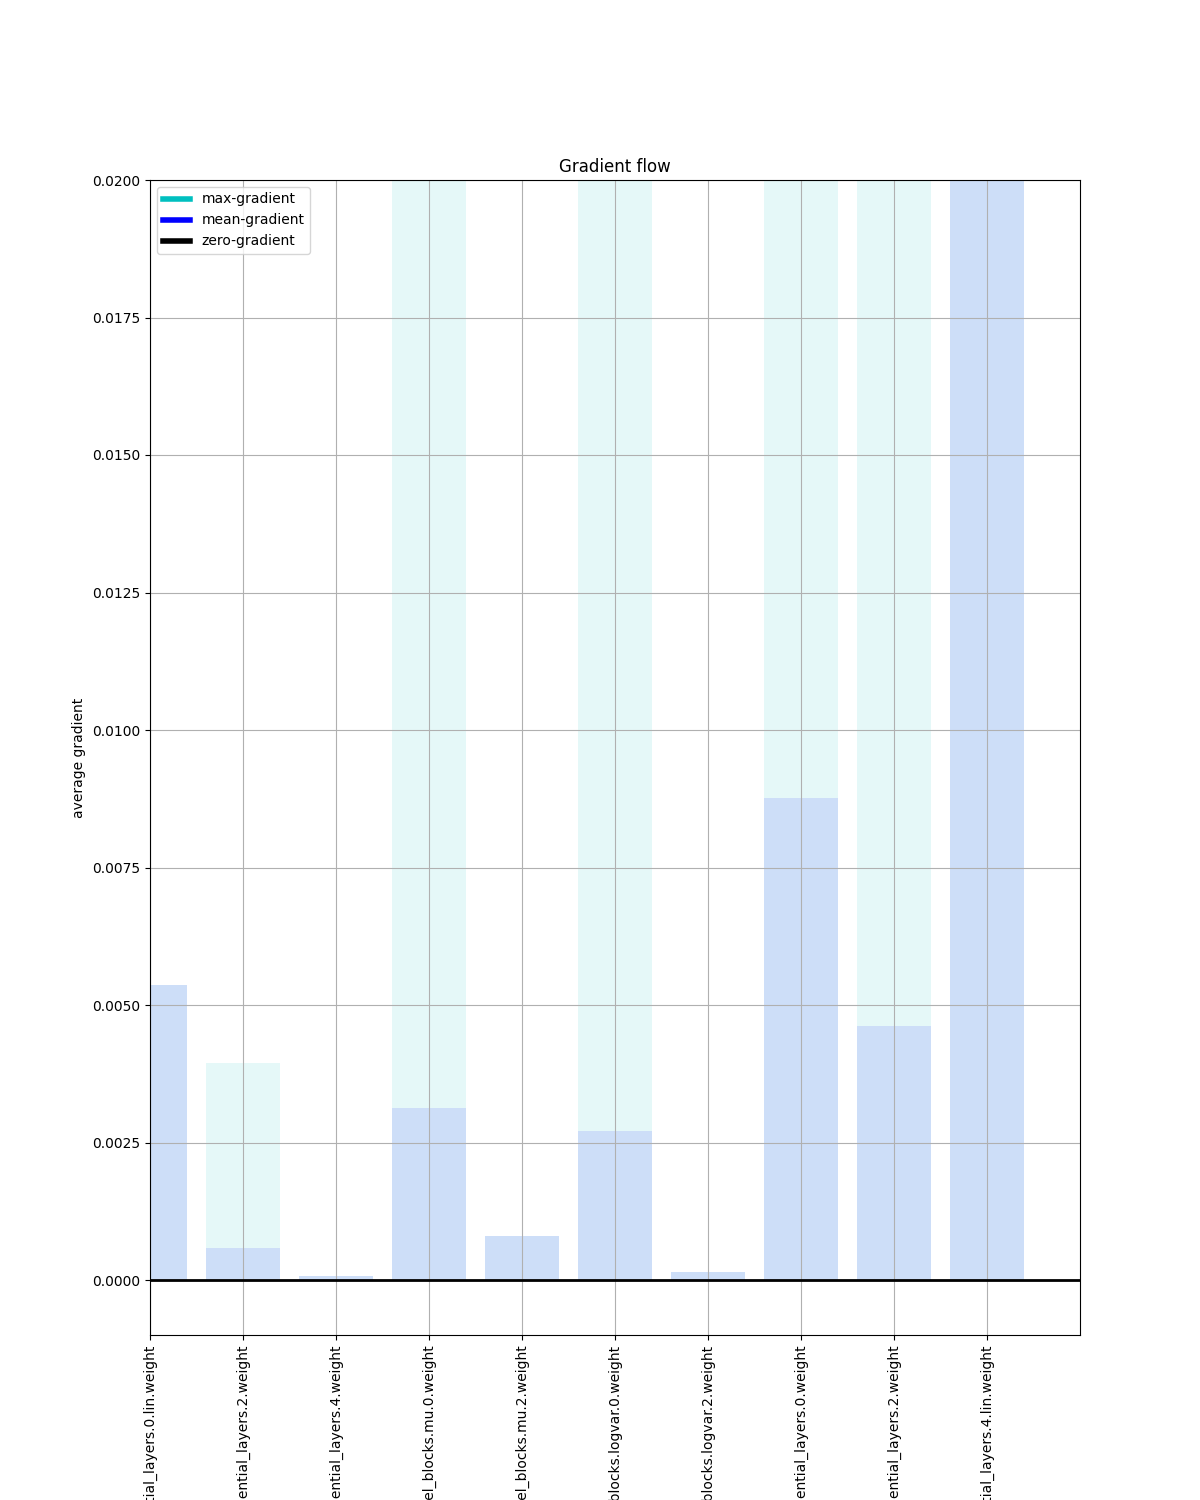 Gradient flow
max-gradient
mean-gradient
zero-gradient
0.0200
0.0175
0.0150
0.0125
0.0100
0.0075
0.0050
0.0025
0.0000
average gradient
tial_layers.0.lin.weight
ential_layers.2.weight
ential_layers.4.weight
el_blocks.mu.0.weight
el_blocks.mu.2.weight
blocks.logvar.0.weight
blocks.logvar.2.weight
ential_layers.0.weight
ential_layers.2.weight
tial_layers.4.lin.weight